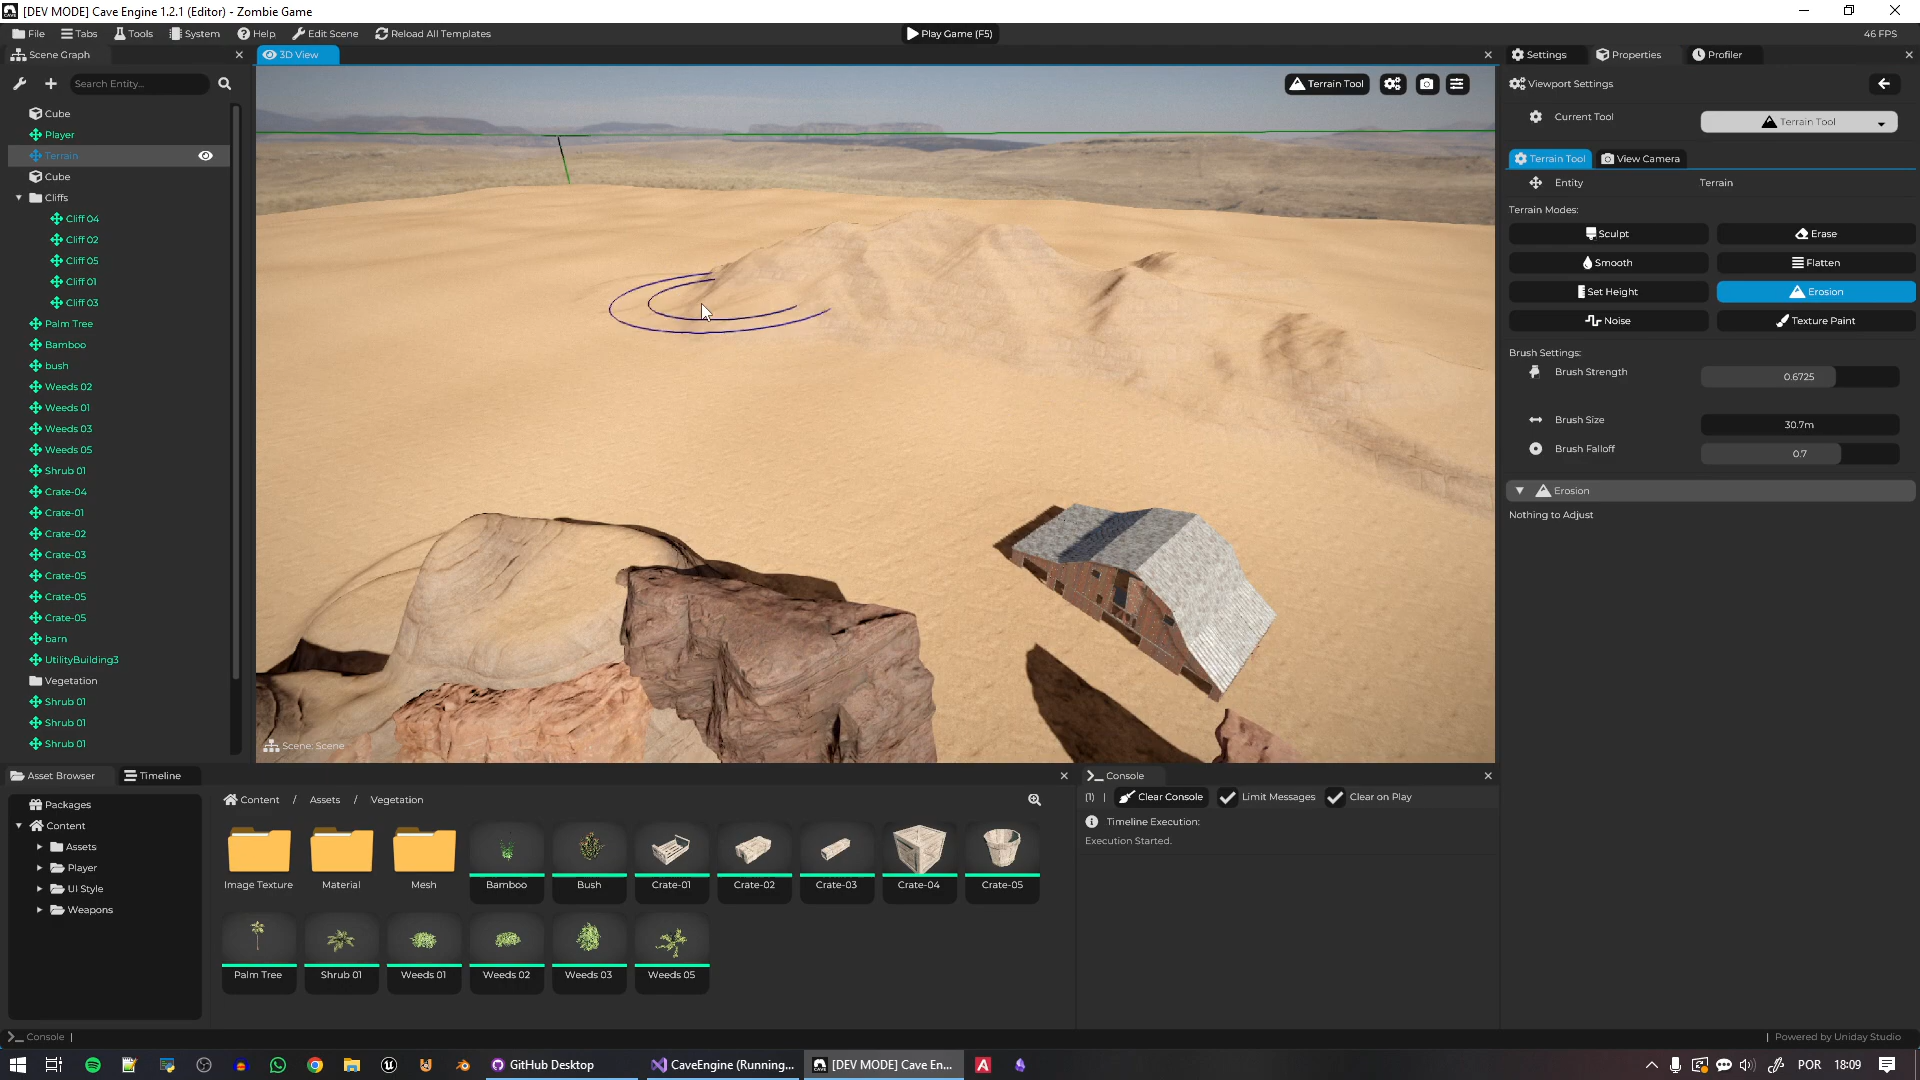 [DEV MODE] Cave Engine 1.2.1 (Editor) - Zombie Game
File Tabs Tools System Help Edit Scene Reload All Templates Play Game (F5) 46 FPS
Scene Graph
3D View
Settings Properties Profiler
Search Entity...
Terrain Tool
Viewport Settings
Current Tool Terrain Tool
Terrain Tool View Camera
Entity Terrain
Terrain Modes:
Sculpt Erase
Smooth Flatten
Set Height Erosion
Noise Texture Paint
Brush Settings:
Brush Strength 0.6725
Brush Size 30.7m
Brush Falloff 0.7
Erosion
Nothing to Adjust
Cube
Player
Terrain
Cube
Cliffs
Cliff 04
Cliff 02
Cliff 05
Cliff 01
Cliff 03
Palm Tree
Bamboo
bush
Weeds 02
Weeds 01
Weeds 03
Weeds 05
Shrub 01
Crate-04
Crate-01
Crate-02
Crate-03
Crate-05
Crate-05
Crate-05
barn
UtilityBuilding3
Vegetation
Shrub 01
Shrub 01
Shrub 01
Scene: Scene
Asset Browser Timeline
Packages
Content
Assets
Player
UI Style
Weapons
Content / Assets / Vegetation
Image Texture Material Mesh Bamboo Bush Crate-01 Crate-02 Crate-03 Crate-04 Crate-05
Palm Tree Shrub 01 Weeds 01 Weeds 02 Weeds 03 Weeds 05
Console
(1) | Clear Console Limit Messages Clear on Play
Timeline Execution:
Execution Started.
Console |
Powered by Uniday Studio
GitHub Desktop CaveEngine (Running... [DEV MODE] Cave En... POR 18:09